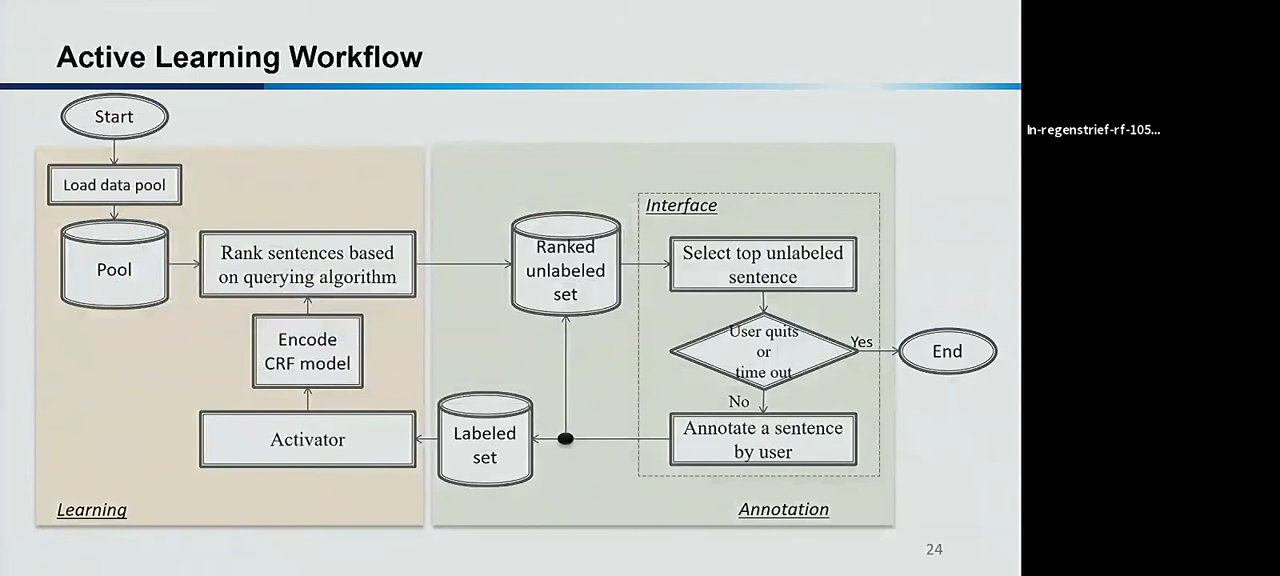 Active Learning Workflow
Start
Load data pool
Pool
Rank sentences based
on querying algorithm
Encode
CRF model
Activator
Learning
Ranked
unlabeled
set
Labeled
set
Interface
Select top unlabeled
sentence
User quits
or
time out
Yes
End
No
Annotate a sentence
by user
Annotation
24
In-regenstrief-rf-105...